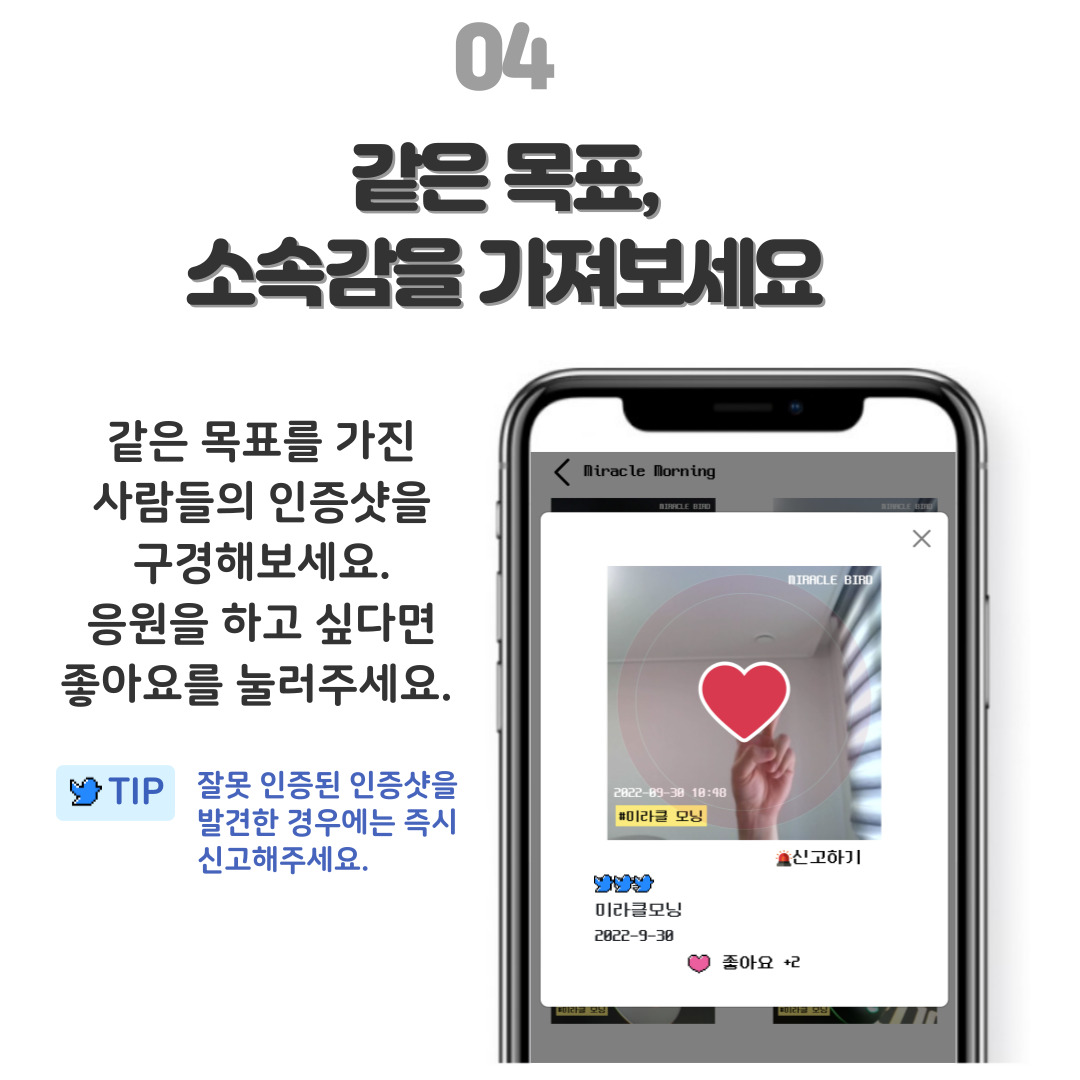 04
같은 목표,
소속감을 가져보세요
같은 목표를 가진
사람들의 인증샷을
구경해보세요.
응원을 하고 싶다면
좋아요를 눌러주세요.
TIP
잘못 인증된 인증샷을
발견한 경우에는 즉시
신고해주세요.
Miracle Morning
MIRACLE BIRD
MIRACLE BIRD
MIRACLE BIRD
2022-09-30 10:48
#미라클 모닝
신고하기
미라클모닝
2022-9-30
좋아요 +2
#미라클 모닝
#미라클 모닝